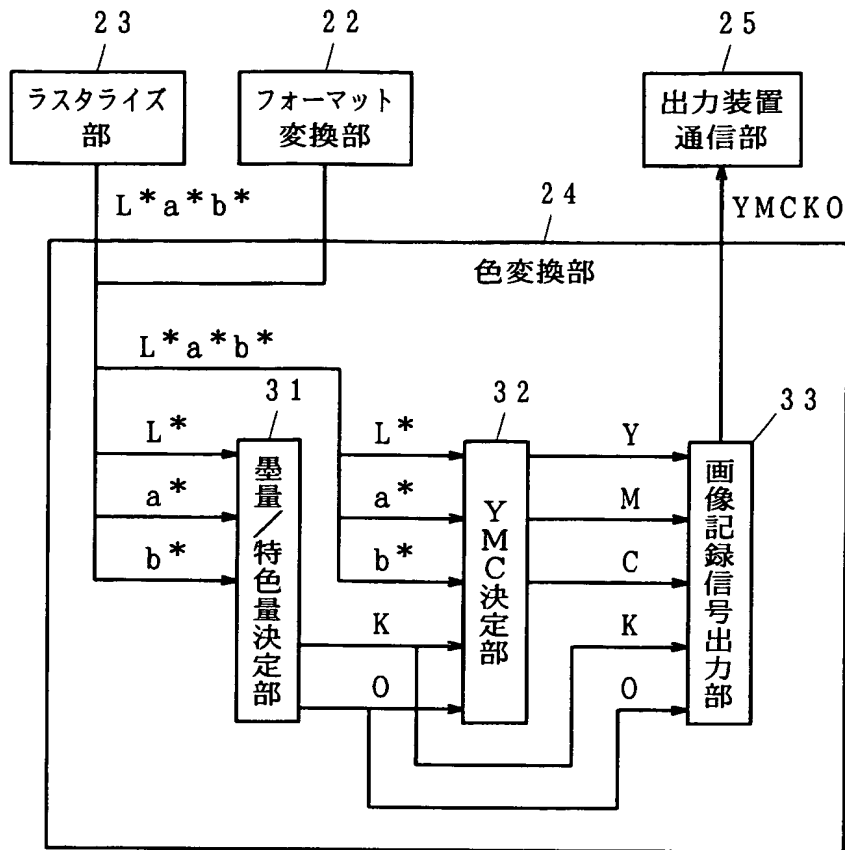 23
22
25
ラスタライズ
部
フォーマット
変換部
出力装置
通信部
L*a*b*
24
YMCKO
色変換部
L*a*b*
31
32
33
L*
a*
b*
墨量/特色量決定部
L*
a*
b*
K
O
YMC決定部
Y
M
C
K
O
画像記録信号出力部